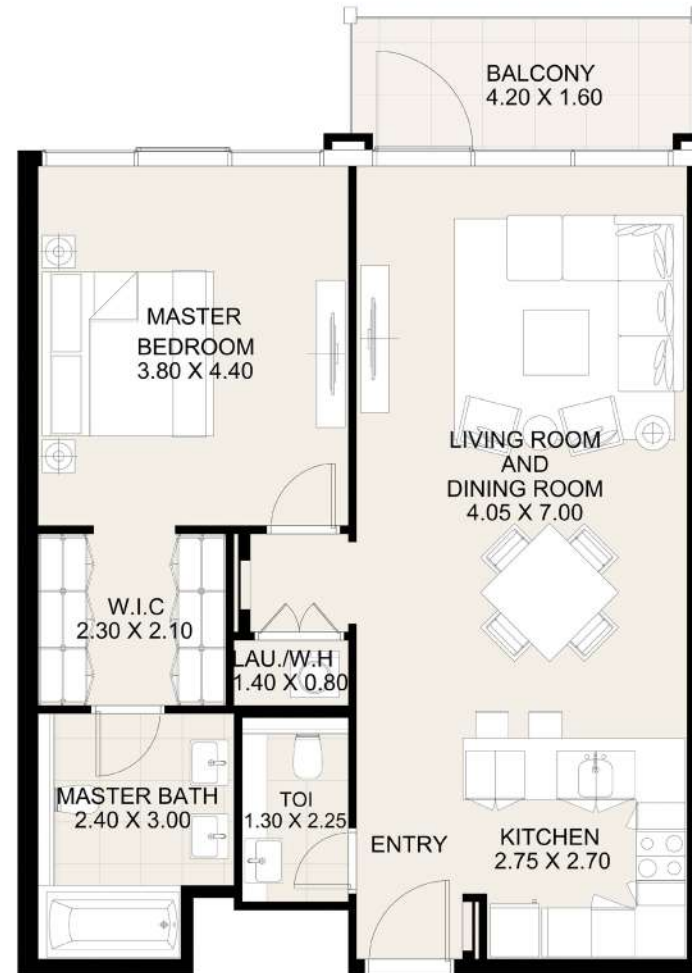 BALCONY
4.20 X 1.60
MASTER
BEDROOM
3.80 X 4.40
LIVING ROOM
AND
DINING ROOM
4.05 X 7.00
W.I.C
2.30 X 2.10
LAU./W.H
1.40 X 0.80
MASTER BATH
2.40 X 3.00
TOI
1.30 X 2.25
ENTRY
KITCHEN
2.75 X 2.70